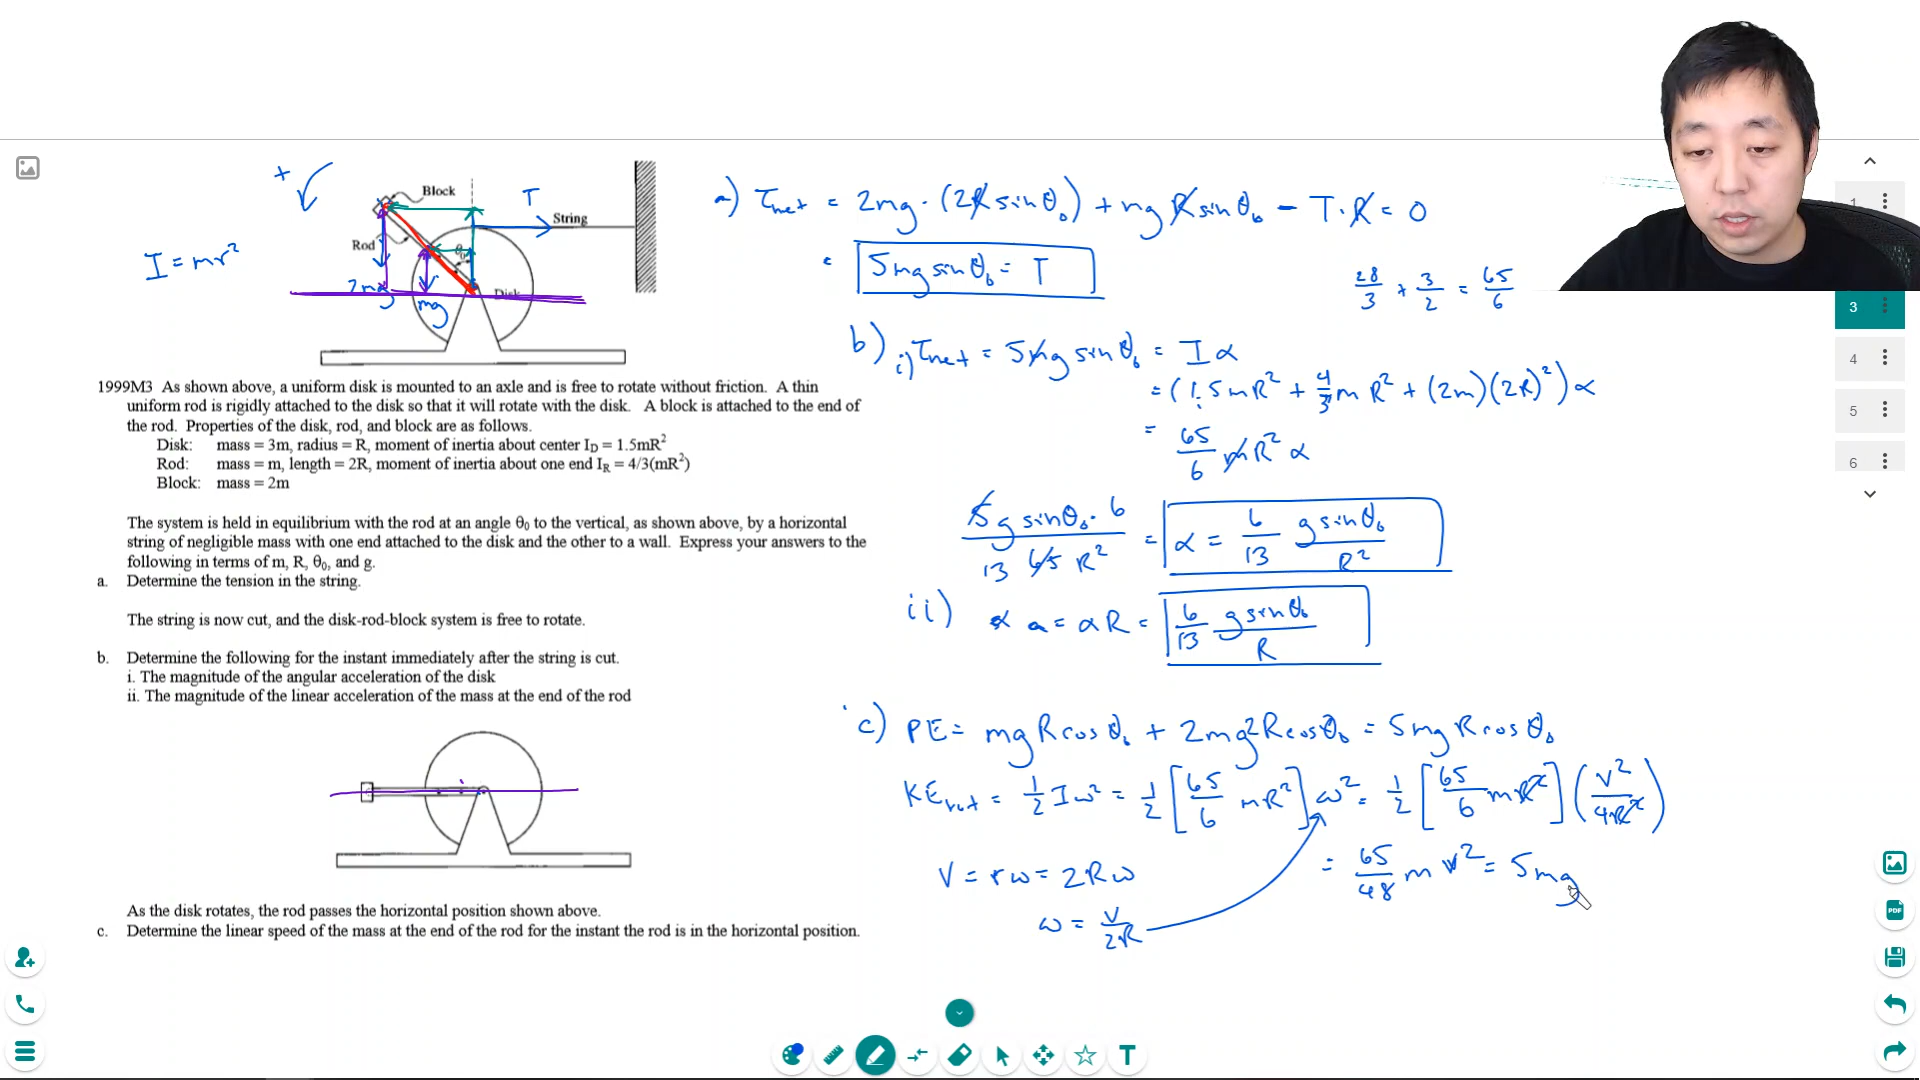 +
T
Block
String
Rod
θ₀
Disk
2mg
mg
I = mr²
a) τnet = 2mg · (2R sin θ₀) + mg R sin θ₀ - T · R = 0
= 5mg sin θ₀ = T
28/3 + 3/2 = 65/6
b) i) τnet = 5mg sin θ₀ = I α
= (1.5mR² + 4/3 m R² + (2m)(2R)²) α
= 65/6 mR² α
5g sin θ₀ · 6 / 13 65 R² = α = 6/13 g sin θ₀ / R²
ii) α a = αR = 6/13 g sin θ₀ / R
c) PE = mg R cos θ₀ + 2mg 2R cos θ₀ = 5mg R cos θ₀
KErot = 1/2 I ω² = 1/2 [65/6 mR²] ω² = 1/2 [65/6 mR²] (v²/4R²)
V = rω = 2Rω
= 65/48 m v² = 5mg
ω = v/2R
1999M3 As shown above, a uniform disk is mounted to an axle and is free to rotate without friction. A thin
uniform rod is rigidly attached to the disk so that it will rotate with the disk. A block is attached to the end of
the rod. Properties of the disk, rod, and block are as follows.
Disk: mass = 3m, radius = R, moment of inertia about center I_D = 1.5mR²
Rod: mass = m, length = 2R, moment of inertia about one end I_R = 4/3(mR²)
Block: mass = 2m
The system is held in equilibrium with the rod at an angle θ₀ to the vertical, as shown above, by a horizontal
string of negligible mass with one end attached to the disk and the other to a wall. Express your answers to the
following in terms of m, R, θ₀, and g.
a. Determine the tension in the string.
The string is now cut, and the disk-rod-block system is free to rotate.
b. Determine the following for the instant immediately after the string is cut.
i. The magnitude of the angular acceleration of the disk
ii. The magnitude of the linear acceleration of the mass at the end of the rod
As the disk rotates, the rod passes the horizontal position shown above.
c. Determine the linear speed of the mass at the end of the rod for the instant the rod is in the horizontal position.
1
3
4
5
6
PDF
T